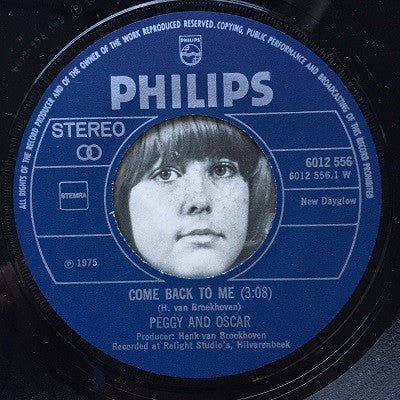 ALL RIGHTS OF THE RECORD PRODUCER AND OF THE OWNER OF THE WORK REPRODUCED RESERVED. COPYING, PUBLIC PERFORMANCE AND BROADCASTING OF THIS RECORD PROHIBITED
PHILIPS
PHILIPS
STEREO
6012 556
6012 556.1 W
STEMRA
New Dayglow
℗ 1975
COME BACK TO ME (3:08)
(H. van Broekhoven)
PEGGY AND OSCAR
Producer: Henk van Broekhoven
Recorded at Relight Studio's, Hilvarenbeek